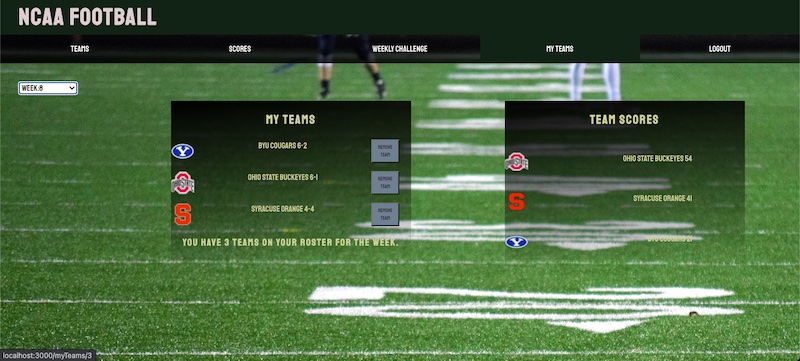 NCAA FOOTBALL
TEAMS
SCORES
WEEKLY CHALLENGE
MY TEAMS
LOGOUT
WEEK:8
MY TEAMS
BYU COUGARS 6-2
REMOVE
TEAM
OHIO STATE BUCKEYES 6-1
REMOVE
TEAM
SYRACUSE ORANGE 4-4
REMOVE
TEAM
YOU HAVE 3 TEAMS ON YOUR ROSTER FOR THE WEEK.
TEAM SCORES
OHIO STATE BUCKEYES 54
SYRACUSE ORANGE 41
BYU COUGARS
localhost:3000/myTeams/3